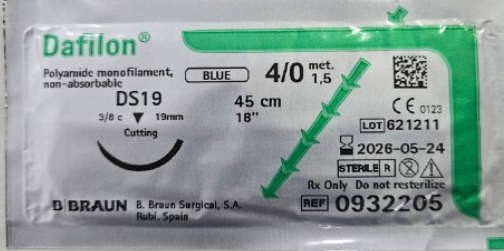 Dafilon®
Polyamide monofilament,
non-absorbable
BLUE
4/0 met. 1,5
DS19
3/8 c 19mm
Cutting
45 cm
18"
CE 0123
LOT 621211
2026-05-24
STERILE R
Rx Only Do not resterilize
REF 0932205
B BRAUN
B. Braun Surgical, S.A.
Rubí. Spain